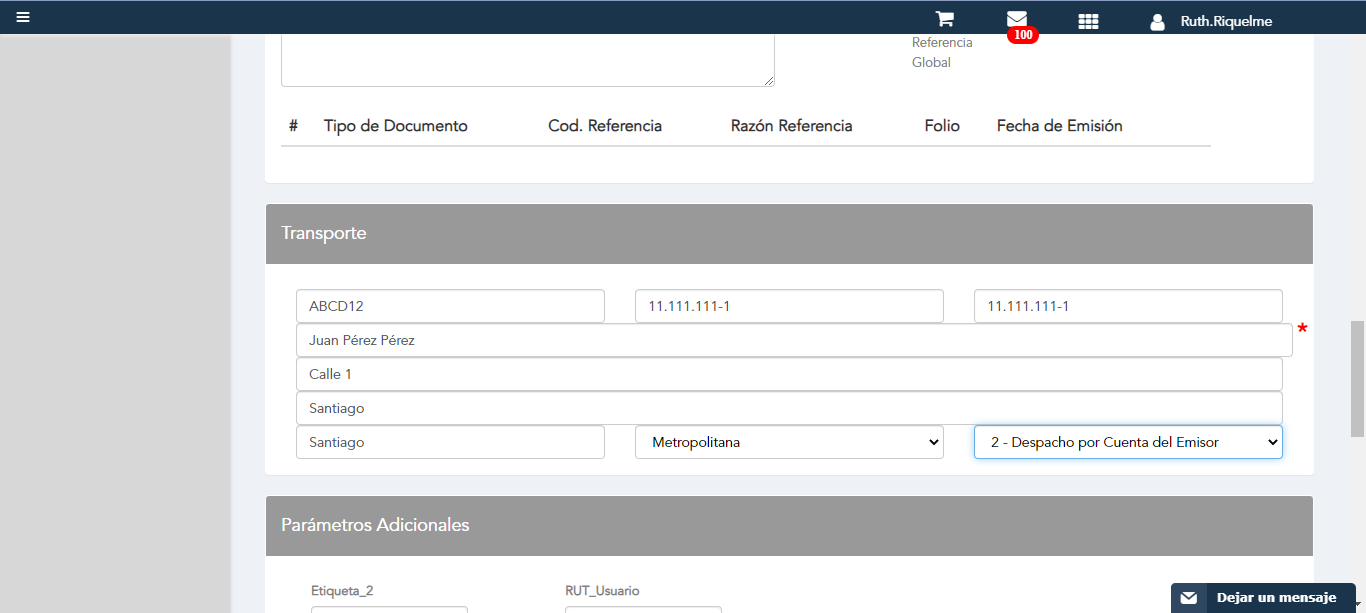 Ruth.Riquelme
100
Referencia
Global
# Tipo de Documento Cod. Referencia Razón Referencia Folio Fecha de Emisión
Transporte
ABCD12 11.111.111-1 11.111.111-1
*
Juan Pérez Pérez
Calle 1
Santiago
Santiago Metropolitana 2 - Despacho por Cuenta del Emisor
Parámetros Adicionales
Etiqueta_2 RUT_Usuario
Dejar un mensaje